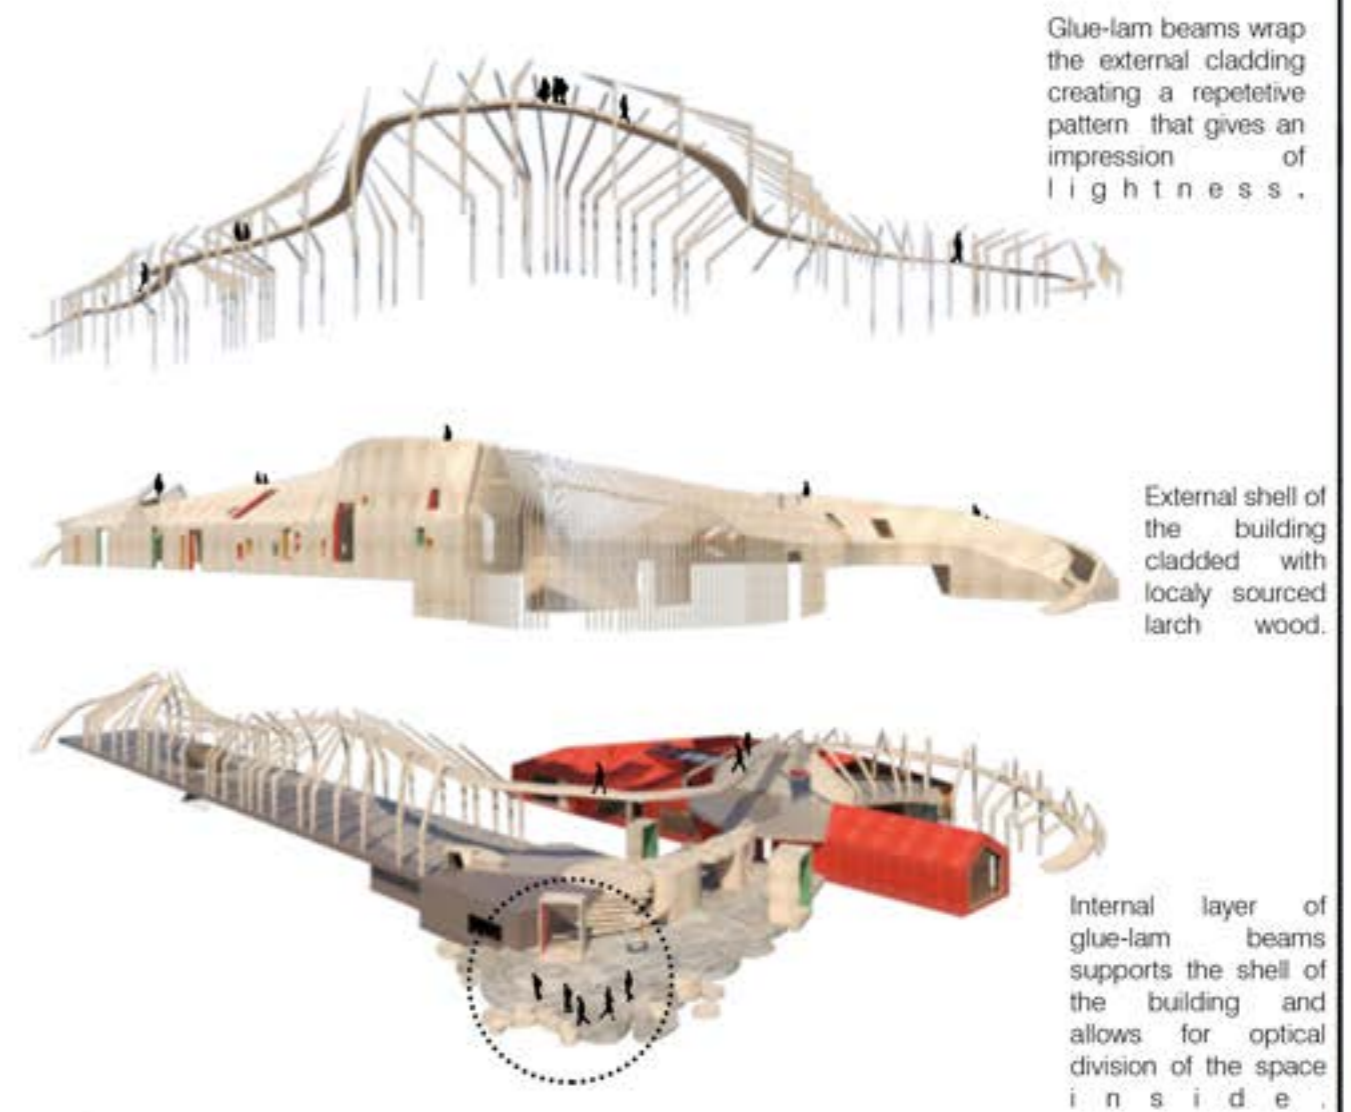 Glue-lam beams wrap
the external cladding
creating a repetetive
pattern that gives an
impression of
lightness.
External shell of
the building
cladded with
localy sourced
larch wood.
Internal layer of
glue-lam beams
supports the shell of
the building and
allows for optical
division of the space
inside.